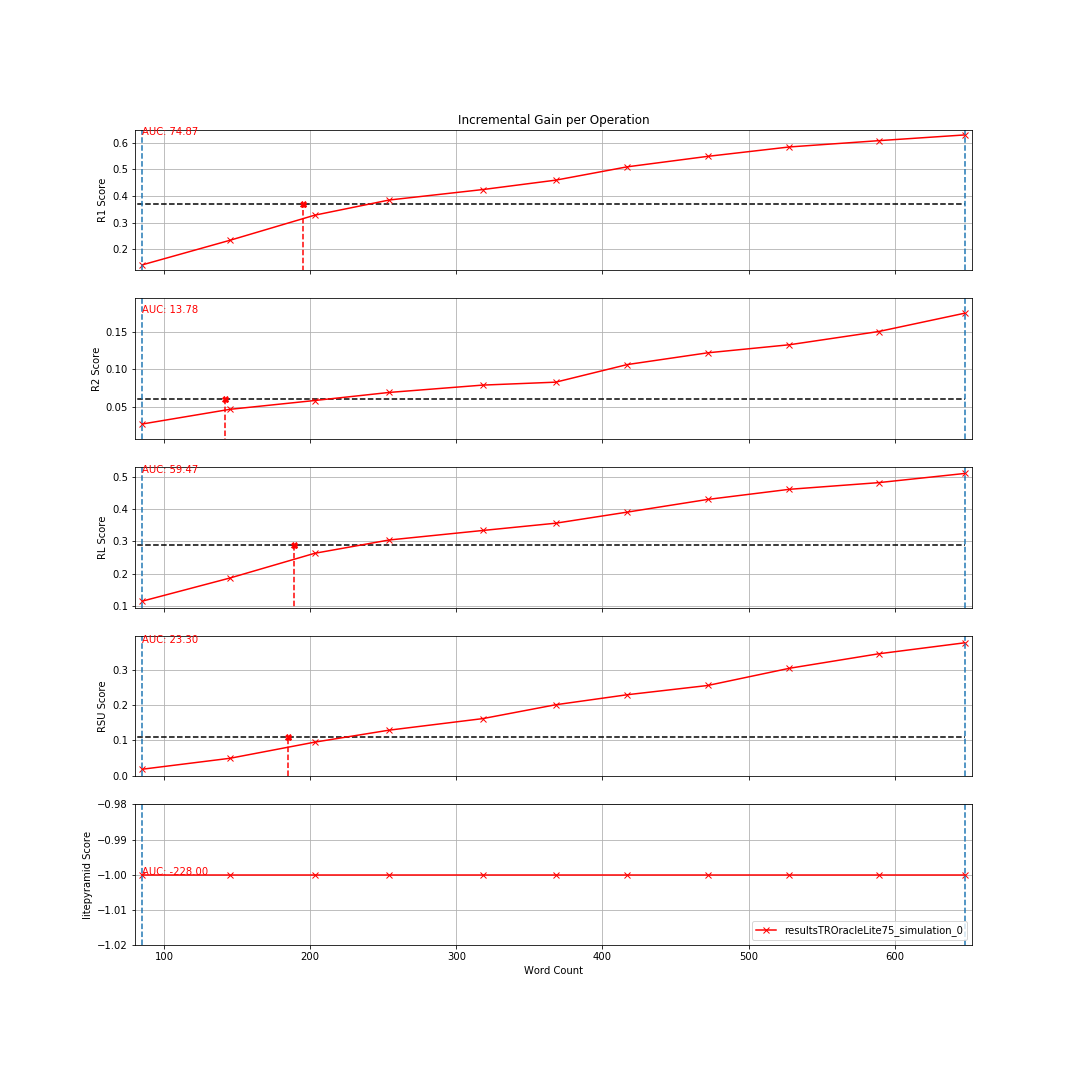 Incremental Gain per Operation
AUC: 74.87
0.6
0.5
0.4
0.3
0.2
R1 Score
AUC: 13.78
0.15
0.10
0.05
R2 Score
AUC: 59.47
0.5
0.4
0.3
0.2
0.1
RL Score
AUC: 23.30
0.3
0.2
0.1
0.0
RSU Score
−0.98
−0.99
−1.00
−1.01
−1.02
litepyramid Score
AUC: -228.00
resultsTROracleLite75_simulation_0
100 200 300 400 500 600
Word Count